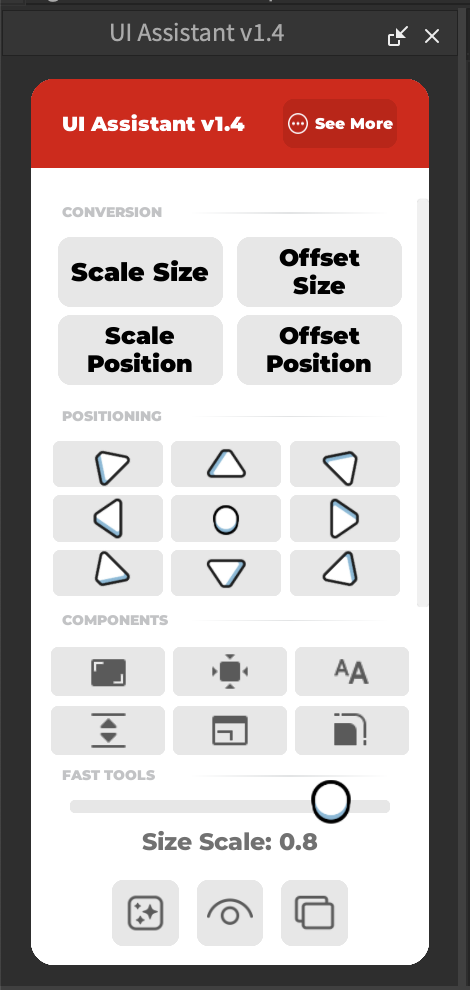 UI Assistant v1.4
UI Assistant v1.4
See More
CONVERSION
Scale Size
Offset
Size
Scale
Position
Offset
Position
POSITIONING
COMPONENTS
AA
FAST TOOLS
Size Scale: 0.8